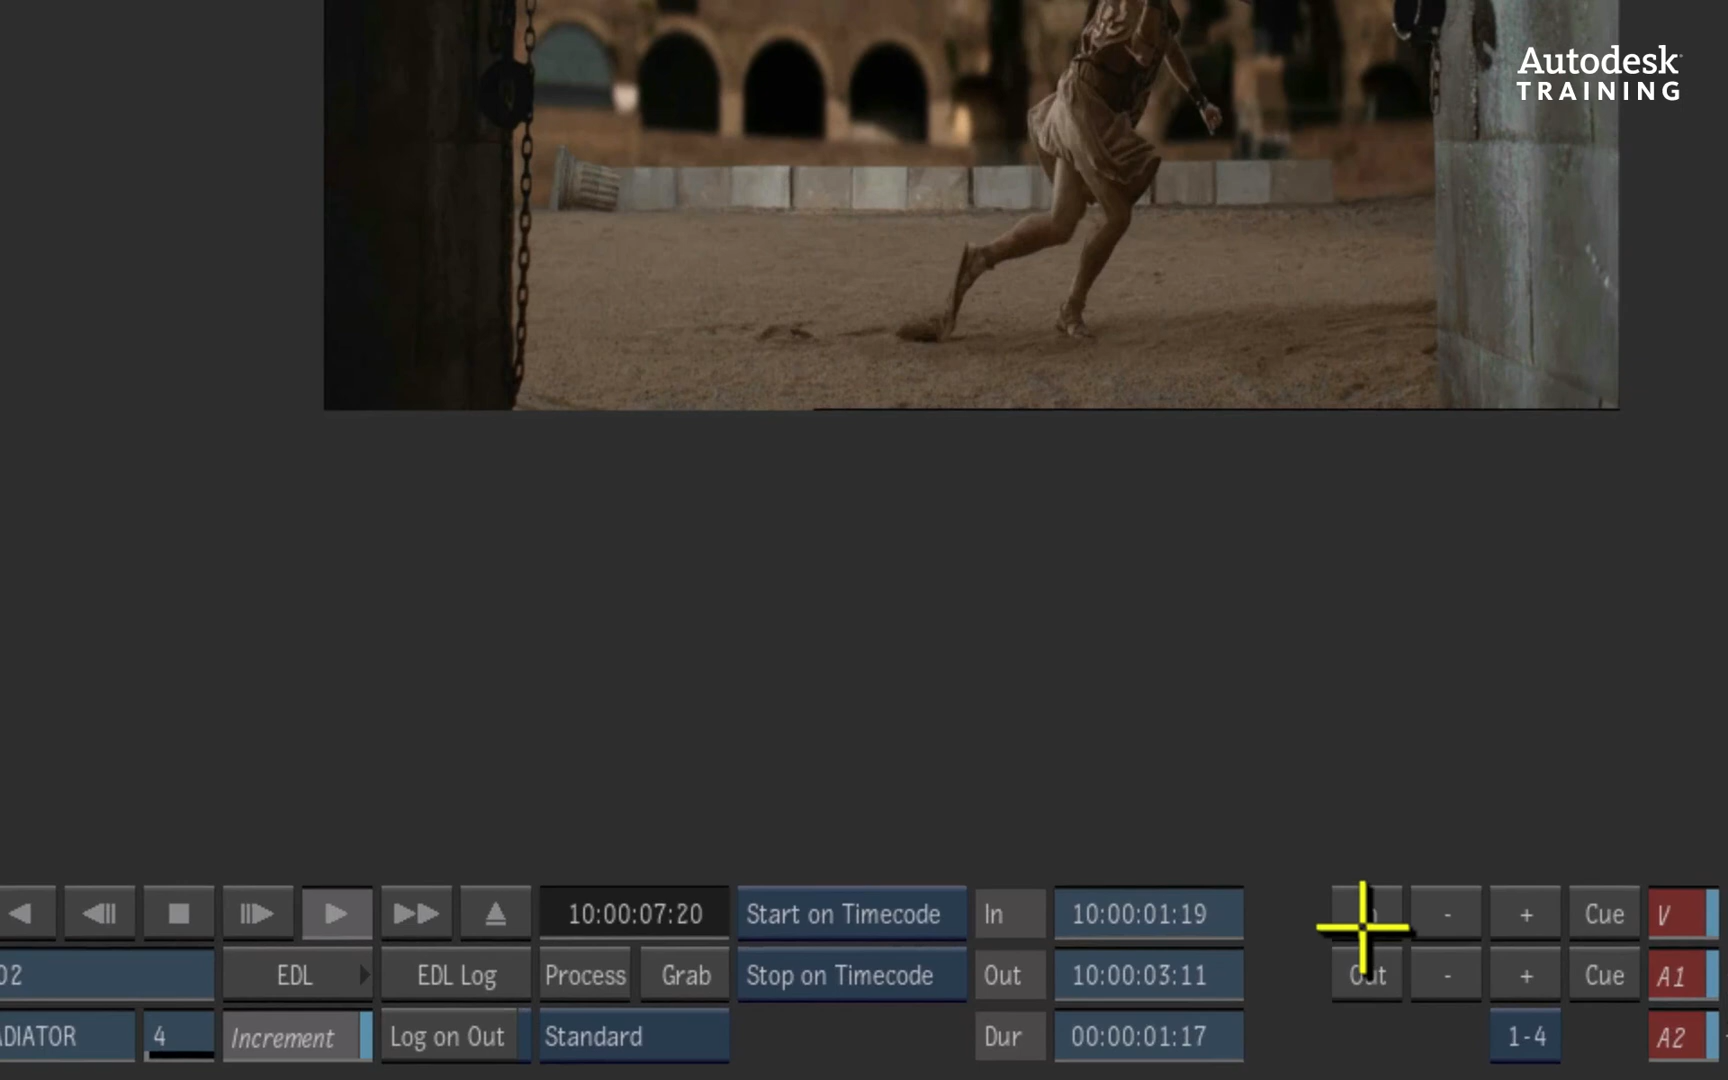 Autodesk
TRAINING
10:00:07:20 Start on Timecode In 10:00:01:19 - + Cue V
02 EDL EDL Log Process Grab Stop on Timecode Out 10:00:03:11 Out - + Cue A1
ADIATOR 4 Increment Log on Out Standard Dur 00:00:01:17 1-4 A2